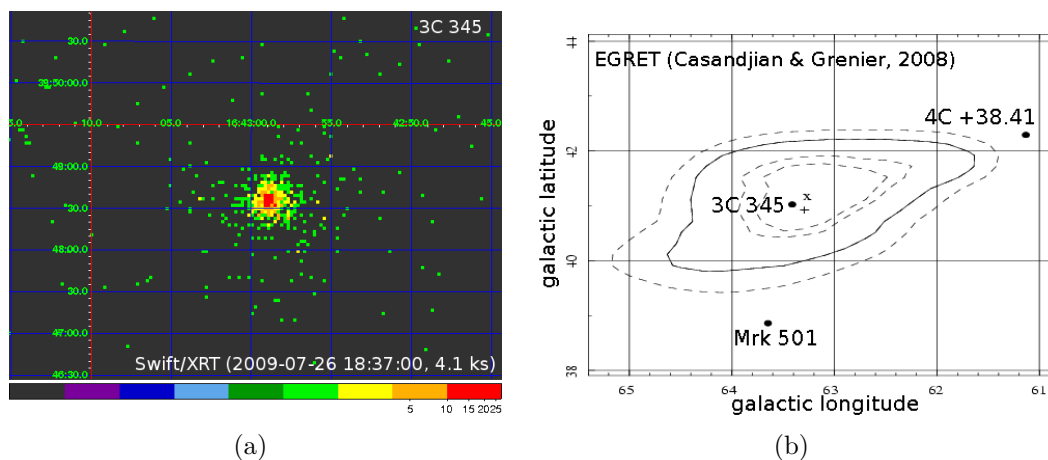 3C 345
30.0
39:50:00.0
5.0
10.0
05.0
16:43:00.0
55.0
42:50.0
45.0
49:00.0
30.0
48:00.0
30.0
47:00.0
46:30.0
Swift/XRT (2009-07-26 18:37:00, 4.1 ks)
5 10 15 20 25
(a)
EGRET (Casandjian & Grenier, 2008)
4C +38.41
3C 345
x
+
Mrk 501
galactic latitude
44
42
40
38
65 64 63 62 61
galactic longitude
(b)